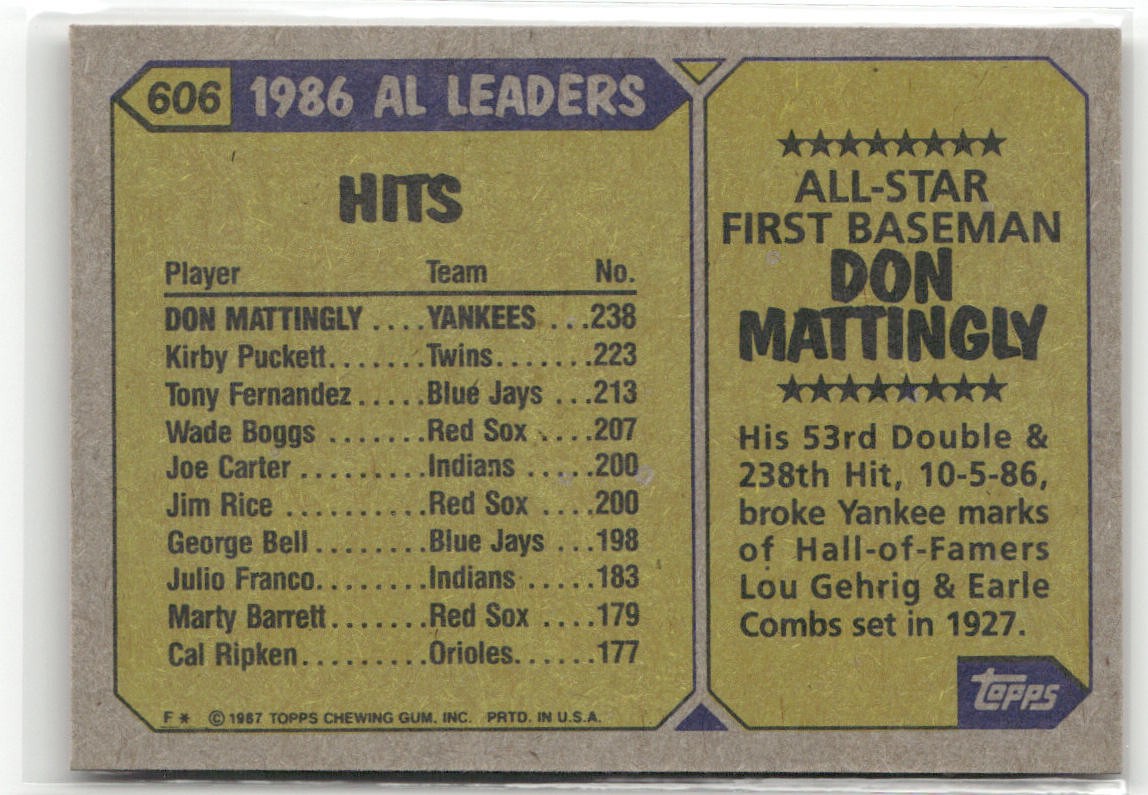 606 1986 AL LEADERS
HITS
Player Team No.
DON MATTINGLY ....YANKEES ...238
Kirby Puckett.......Twins.......223
Tony Fernandez .....Blue Jays ...213
Wade Boggs .......Red Sox .....207
Joe Carter .........Indians .....200
Jim Rice ..........Red Sox ....200
George Bell ........Blue Jays ...198
Julio Franco........Indians .....183
Marty Barrett.......Red Sox ....179
Cal Ripken.........Orioles......177
F * © 1987 TOPPS CHEWING GUM, INC. PRTD. IN U.S.A.
★★★★★★★★
ALL-STAR
FIRST BASEMAN
DON
MATTINGLY
★★★★★★★★
His 53rd Double &
238th Hit, 10-5-86,
broke Yankee marks
of Hall-of-Famers
Lou Gehrig & Earle
Combs set in 1927.
topps